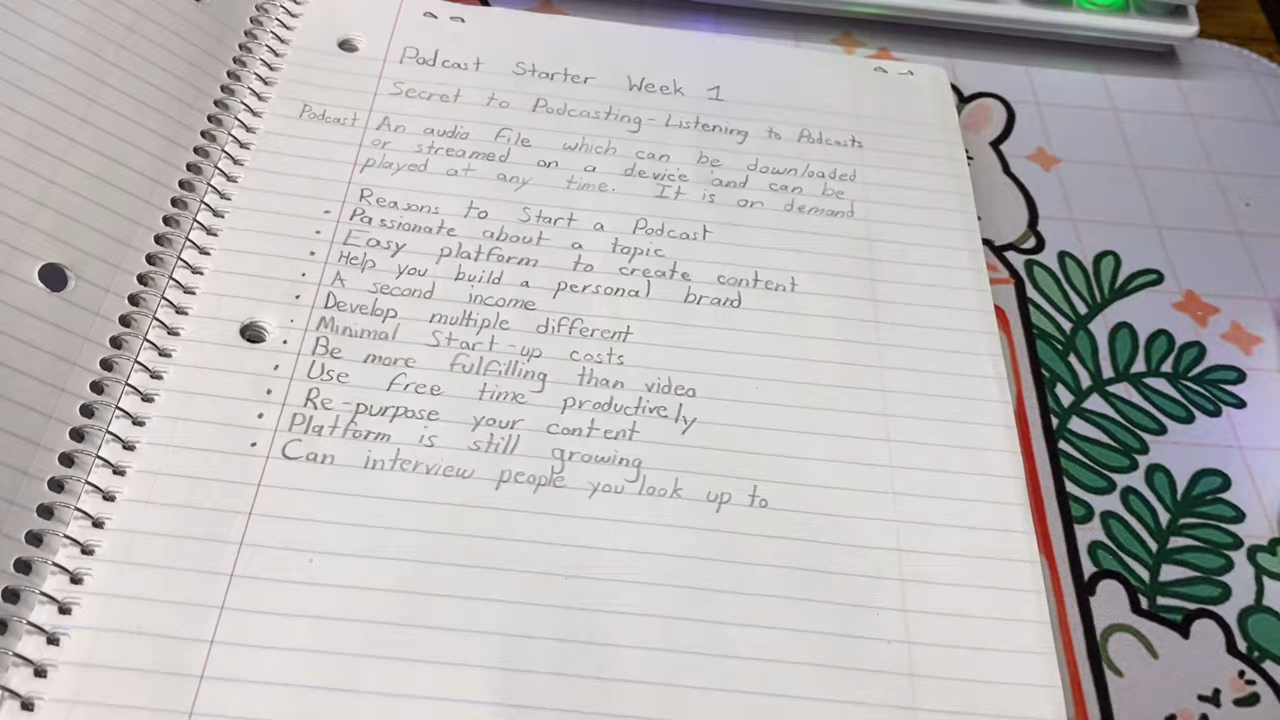 Podcast Starter Week 1
Secret to Podcasting - Listening to Podcasts
Podcast An audio file which can be downloaded
or streamed on a device and can be
played at any time. It is on demand
Reasons to Start a Podcast
• Passionate about a topic
• Easy platform to create content
• Help you build a personal brand
• A second income
• Develop multiple different
• Minimal Start-up costs
• Be more fulfilling than video
• Use free time productively
• Re-purpose your content
• Platform is still growing
• Can interview people you look up to